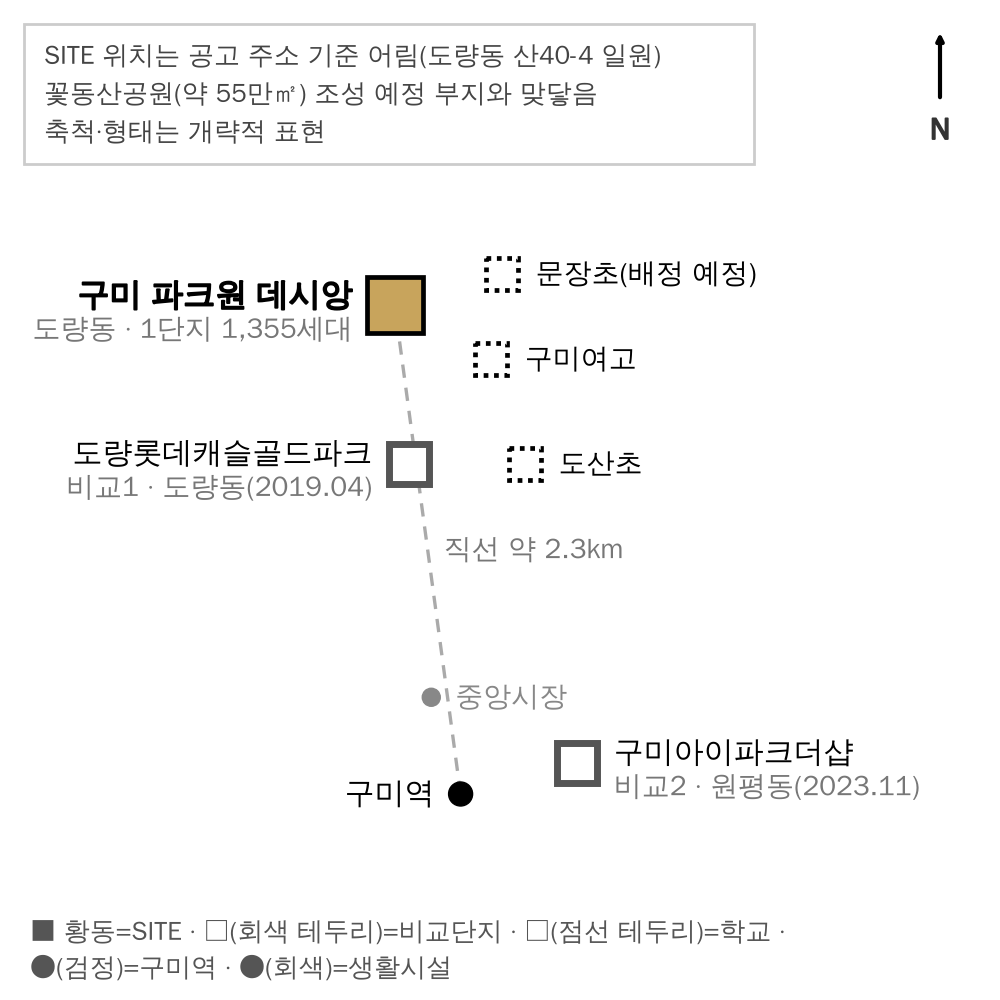 SITE 위치는 공고 주소 기준 어림(도량동 산40-4 일원)
꽃동산공원(약 55만㎡) 조성 예정 부지와 맞닿음
축척·형태는 개략적 표현
N
문장초(배정 예정)
구미 파크원 데시앙
도량동 · 1단지 1,355세대
구미여고
도량롯데캐슬골드파크
비교1 · 도량동(2019.04)
도산초
직선 약 2.3km
중앙시장
구미아이파크더샵
비교2 · 원평동(2023.11)
구미역
■ 황동=SITE · □(회색 테두리)=비교단지 · □(점선 테두리)=학교 ·
●(검정)=구미역 · ●(회색)=생활시설